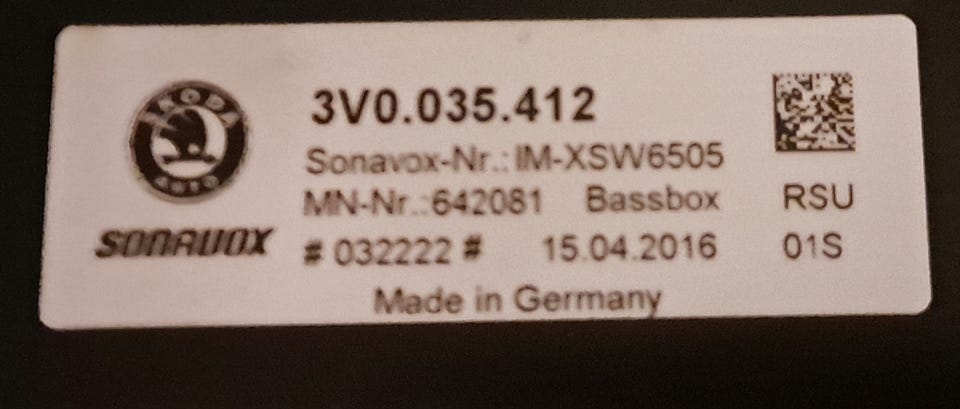 ŠKODA
AUTO
SONAVOX
3V0.035.412
Sonavox-Nr.: IM-XSW6505
MN-Nr.:642081 Bassbox RSU
# 032222 # 15.04.2016 01S
Made in Germany